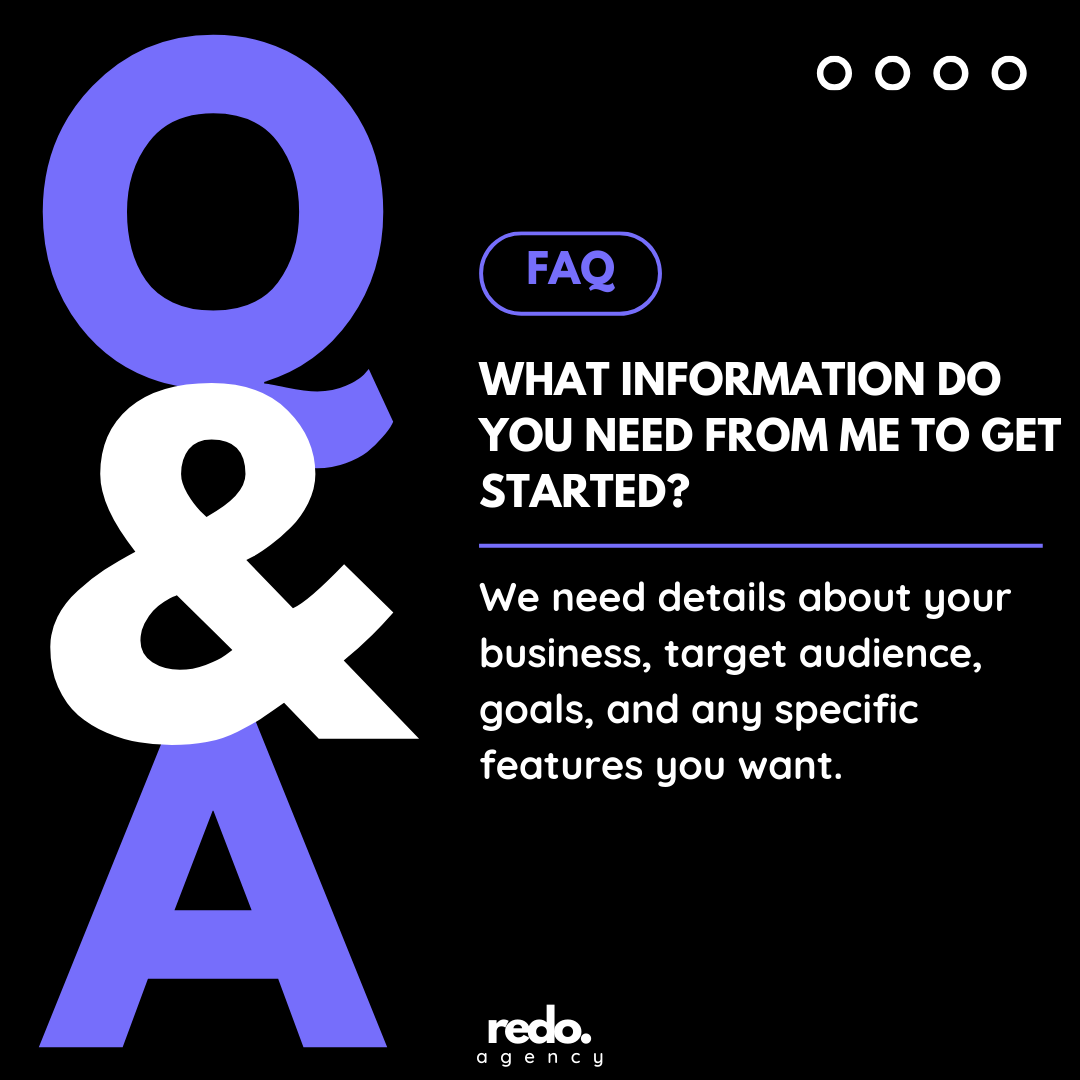 Q
&
A
FAQ
WHAT INFORMATION DO
YOU NEED FROM ME TO GET
STARTED?
We need details about your
business, target audience,
goals, and any specific
features you want.
redo.
agency